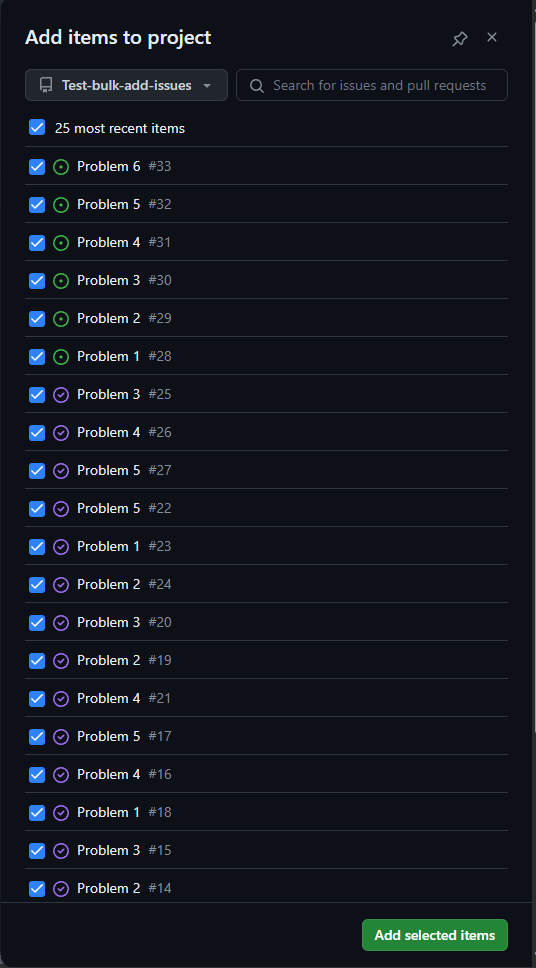 Add items to project
Test-bulk-add-issues Search for issues and pull requests
25 most recent items
Problem 6 #33
Problem 5 #32
Problem 4 #31
Problem 3 #30
Problem 2 #29
Problem 1 #28
Problem 3 #25
Problem 4 #26
Problem 5 #27
Problem 5 #22
Problem 1 #23
Problem 2 #24
Problem 3 #20
Problem 2 #19
Problem 4 #21
Problem 5 #17
Problem 4 #16
Problem 1 #18
Problem 3 #15
Problem 2 #14
Add selected items